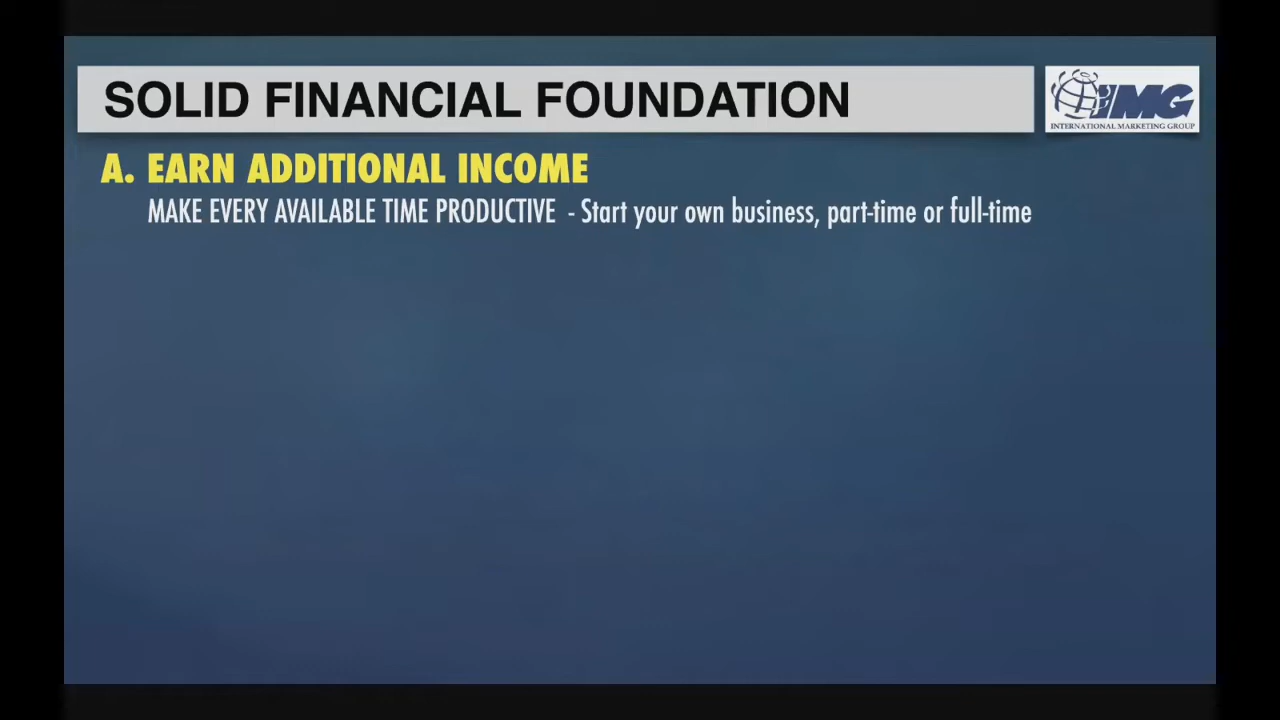 SOLID FINANCIAL FOUNDATION
IMG
INTERNATIONAL MARKETING GROUP
A. EARN ADDITIONAL INCOME
MAKE EVERY AVAILABLE TIME PRODUCTIVE - Start your own business, part-time or full-time